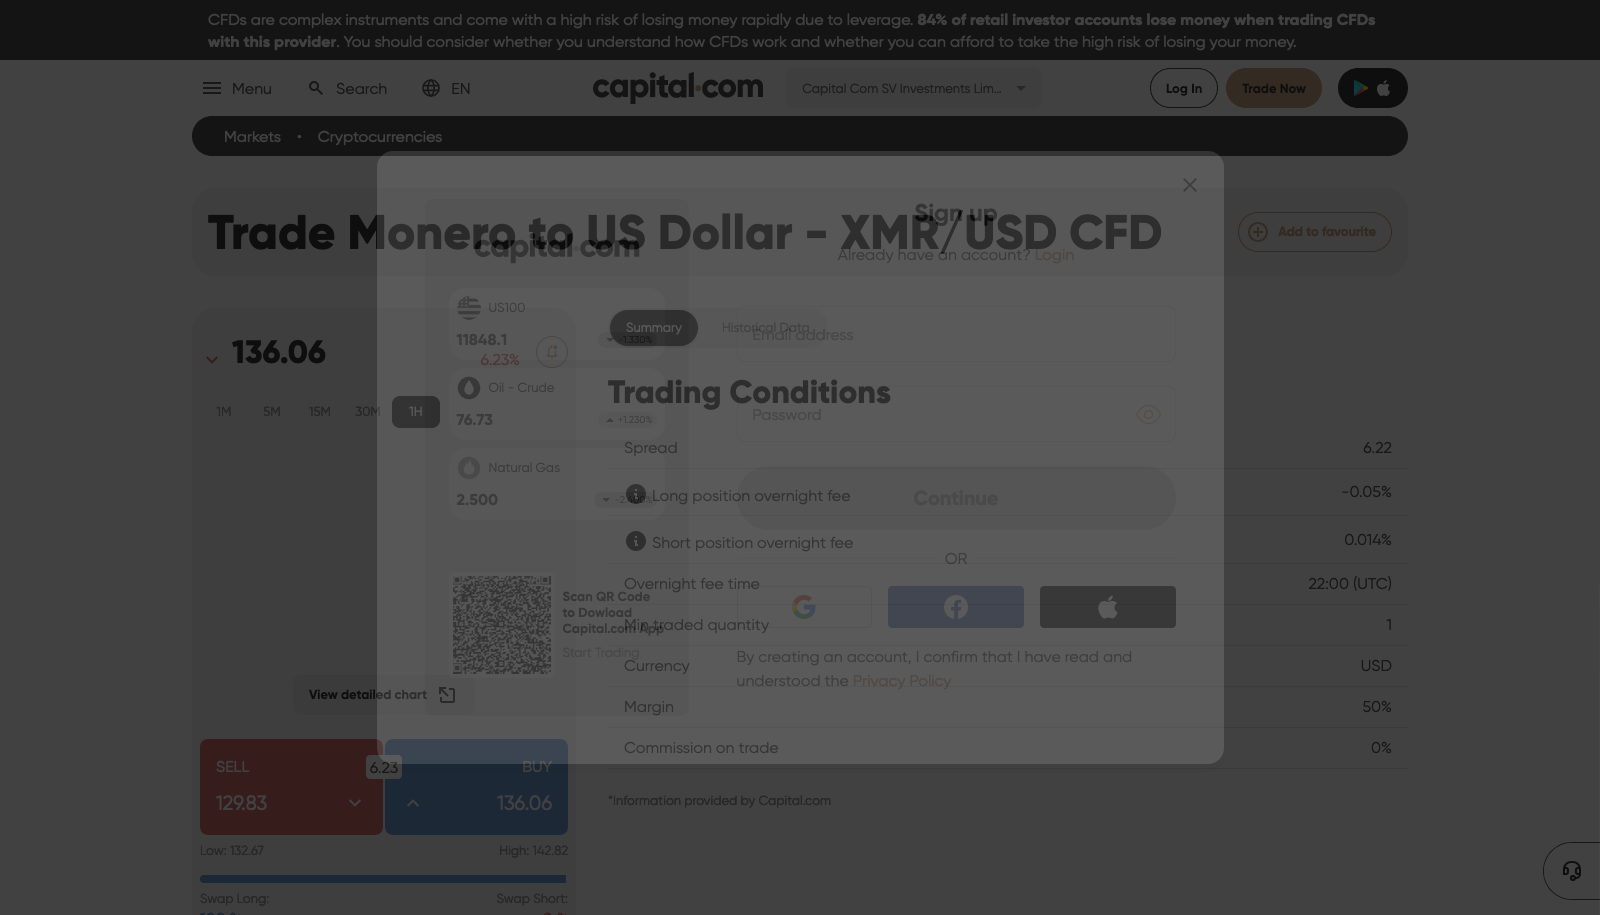 CFDs are complex instruments and come with a high risk of losing money rapidly due to leverage. 84% of retail investor accounts lose money when trading CFDs
with this provider. You should consider whether you understand how CFDs work and whether you can afford to take the high risk of losing your money.
Menu
Search
EN
capital.com
Capital Com SV Investments Lim...
Log In
Trade Now
Markets • Cryptocurrencies
Trade Monero to US Dollar - XMR/USD CFD
Add to favourite
Sign up
Already have an account? Login
capital.com
US100
11848.1
-1.330%
Oil - Crude
76.73
+1.230%
Natural Gas
2.500
Scan QR Code
to Dowload
Capital.com App
Start Trading
Email address
Password
Continue
OR
By creating an account, I confirm that I have read and
understood the Privacy Policy
136.06
6.23%
1M
5M
15M
30M
1H
View detailed chart
SELL
129.83
6.23
BUY
136.06
Low: 132.67
High: 142.82
Swap Long:
Swap Short:
Summary
Historical Data
Trading Conditions
Spread 6.22
Long position overnight fee -0.05%
Short position overnight fee 0.014%
Overnight fee time 22:00 (UTC)
Min traded quantity 1
Currency USD
Margin 50%
Commission on trade 0%
*Information provided by Capital.com